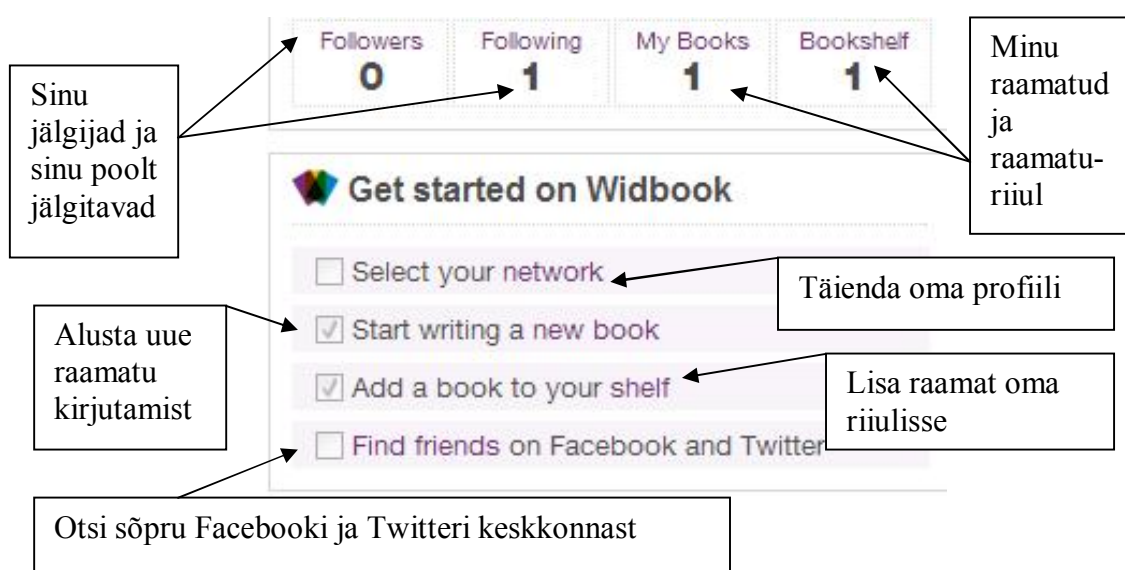 Followers Following My Books Bookshelf
0 1 1 1
Sinu
jälgijad ja
sinu poolt
jälgitavad
Minu
raamatud
ja
raamatu-
riiul
Get started on Widbook
Select your network
Täienda oma profiili
Alusta uue
raamatu
kirjutamist
Start writing a new book
Add a book to your shelf
Lisa raamat oma
riiulisse
Find friends on Facebook and Twitter
Otsi sõpru Facebooki ja Twitteri keskkonnast